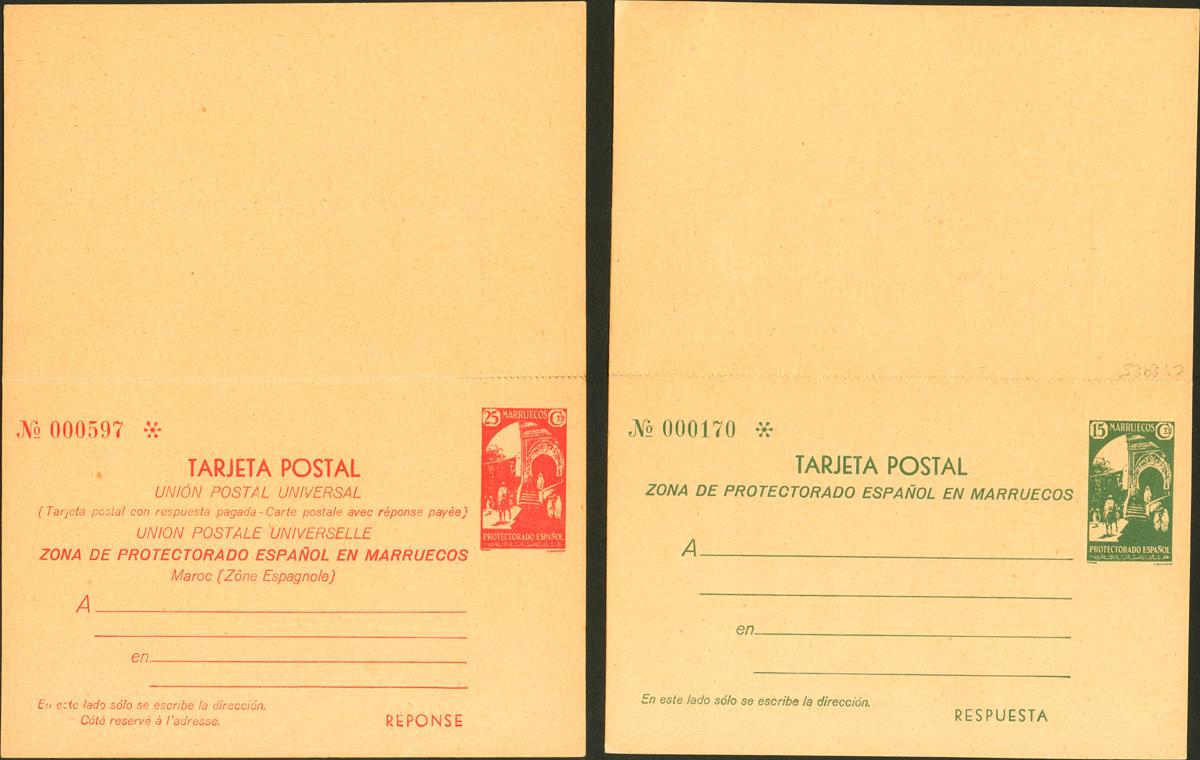 Nº 000597 *
25 MARRUECOS Cts
TARJETA POSTAL
UNIÓN POSTAL UNIVERSAL
(Tarjeta postal con respuesta pagada - Carte postale avec réponse payée)
UNION POSTALE UNIVERSELLE
ZONA DE PROTECTORADO ESPAÑOL EN MARRUECOS
Maroc (Zône Espagnole)
PROTECTORADO ESPAÑOL
A
en
En este lado sólo se escribe la dirección.
Côté reservé à l'adresse.
RÉPONSE
Nº 000170 *
15 MARRUECOS Cts
TARJETA POSTAL
ZONA DE PROTECTORADO ESPAÑOL EN MARRUECOS
PROTECTORADO ESPAÑOL
A
en
En este lado sólo se escribe la dirección.
RESPUESTA